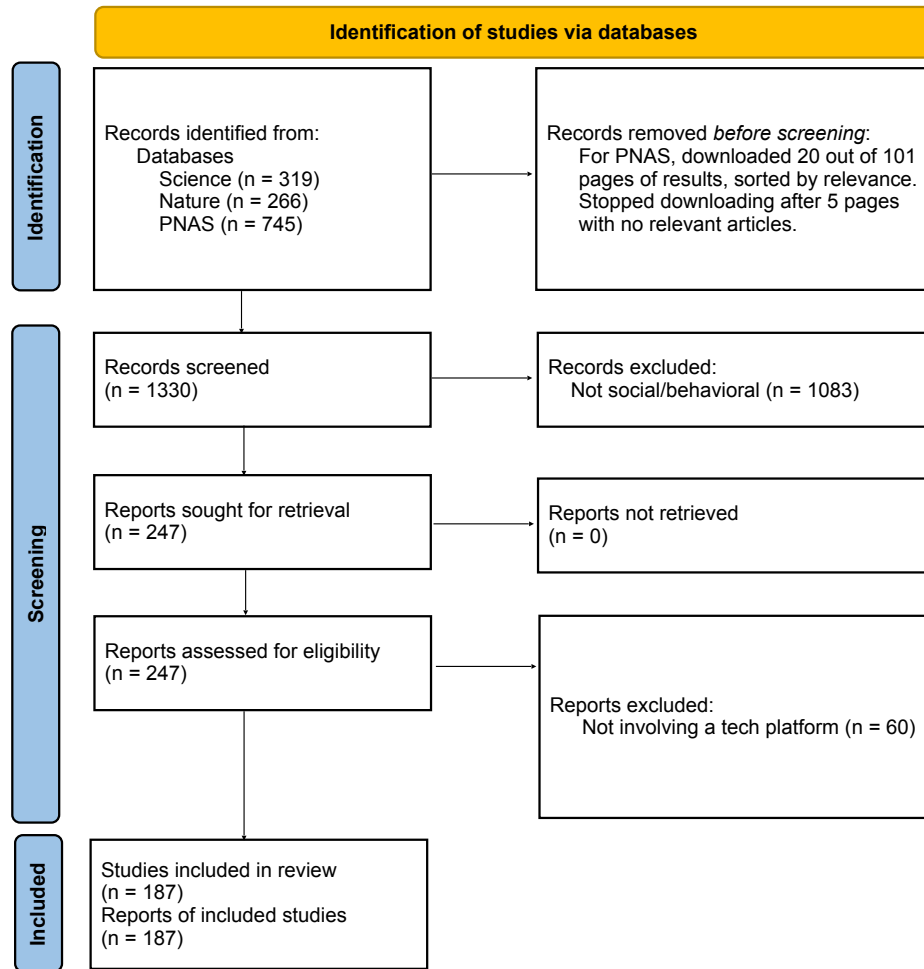 Identification of studies via databases
Identification
Records identified from:
Databases
Science (n = 319)
Nature (n = 266)
PNAS (n = 745)
Records removed before screening:
For PNAS, downloaded 20 out of 101
pages of results, sorted by relevance.
Stopped downloading after 5 pages
with no relevant articles.
Screening
Records screened
(n = 1330)
Records excluded:
Not social/behavioral (n = 1083)
Reports sought for retrieval
(n = 247)
Reports not retrieved
(n = 0)
Reports assessed for eligibility
(n = 247)
Reports excluded:
Not involving a tech platform (n = 60)
Included
Studies included in review
(n = 187)
Reports of included studies
(n = 187)